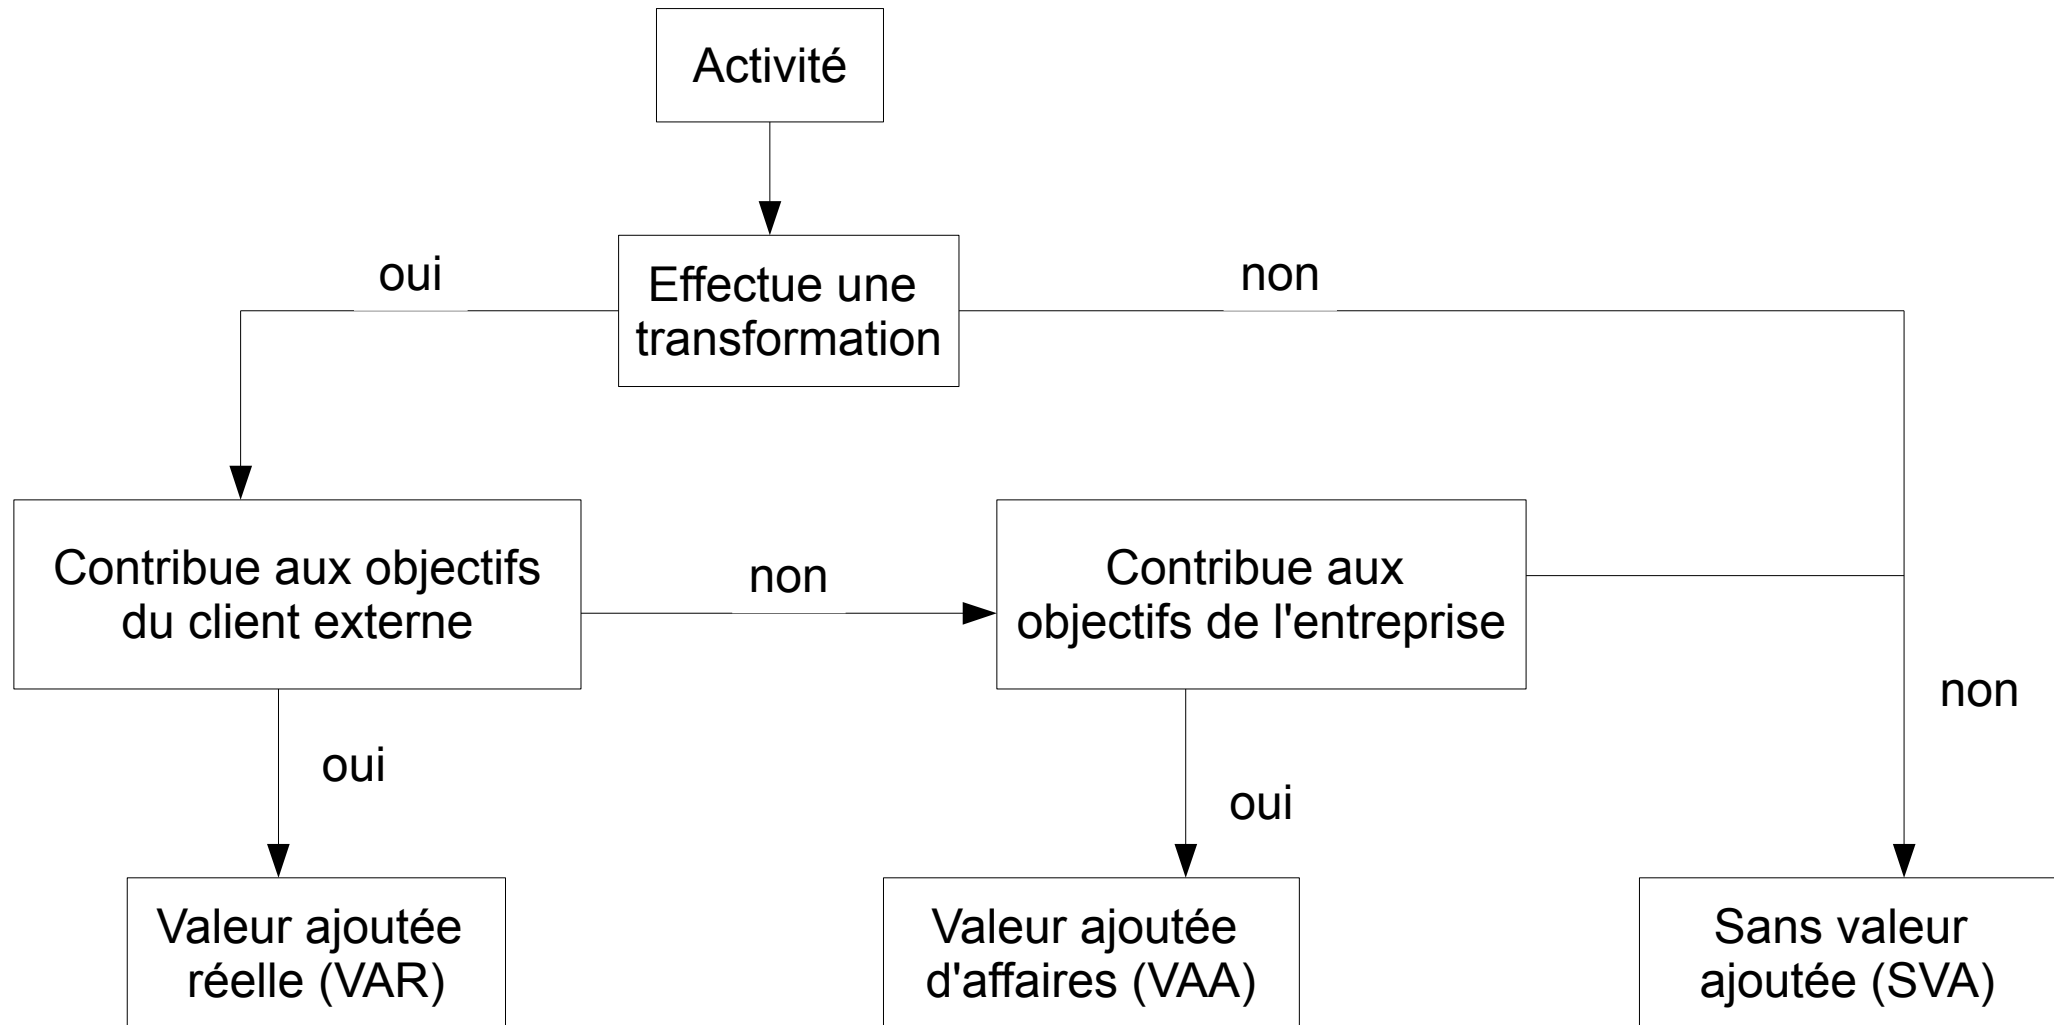 Activité
oui
Effectue une
transformation
non
Contribue aux objectifs
du client externe
non
Contribue aux
objectifs de l'entreprise
non
oui
oui
Valeur ajoutée
réelle (VAR)
Valeur ajoutée
d'affaires (VAA)
Sans valeur
ajoutée (SVA)